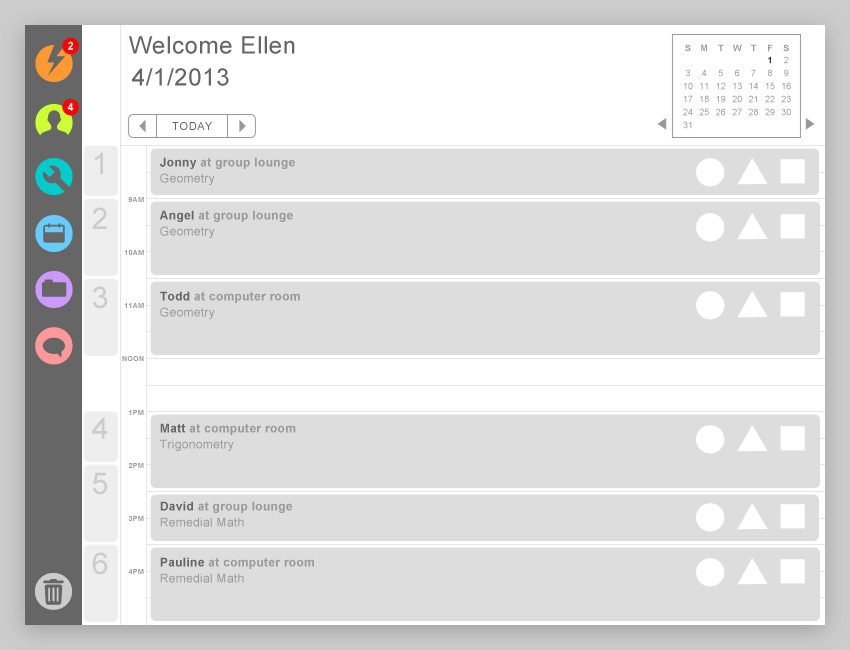 2
4
Welcome Ellen
4/1/2013
TODAY
S M T W T F S
1 2
3 4 5 6 7 8 9
10 11 12 13 14 15 16
17 18 19 20 21 22 23
24 25 26 27 28 29 30
31
1
Jonny at group lounge
Geometry
9AM
2
Angel at group lounge
Geometry
10AM
3
Todd at computer room
Geometry
11AM
NOON
1PM
4
Matt at computer room
Trigonometry
2PM
5
David at group lounge
Remedial Math
3PM
6
Pauline at computer room
Remedial Math
4PM